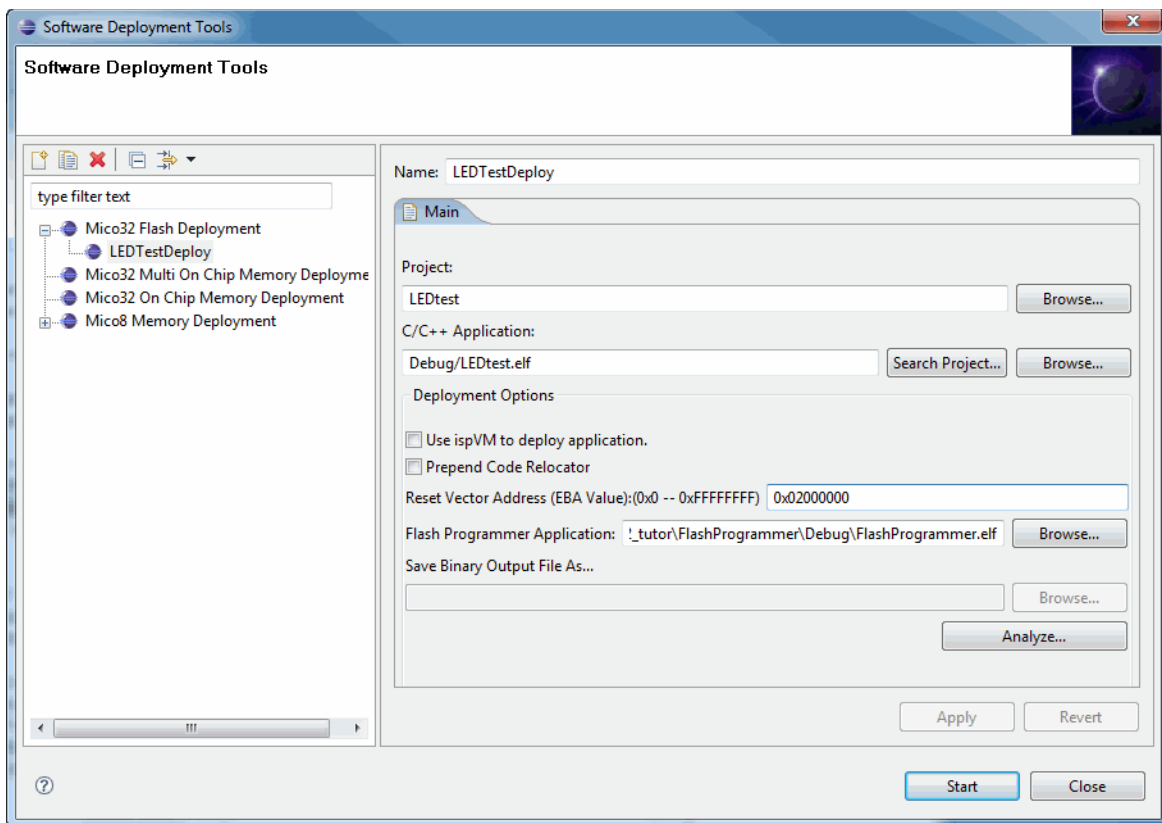 Software Deployment Tools
Software Deployment Tools
type filter text
Mico32 Flash Deployment
LEDTestDeploy
Mico32 Multi On Chip Memory Deployme
Mico32 On Chip Memory Deployment
Mico8 Memory Deployment
Name: LEDTestDeploy
Main
Project:
LEDtest Browse...
C/C++ Application:
Debug/LEDtest.elf Search Project... Browse...
Deployment Options
Use ispVM to deploy application.
Prepend Code Relocator
Reset Vector Address (EBA Value):(0x0 -- 0xFFFFFFFF) 0x02000000
Flash Programmer Application: _tutor\FlashProgrammer\Debug\FlashProgrammer.elf Browse...
Save Binary Output File As...
Browse...
Analyze...
Apply Revert
Start Close